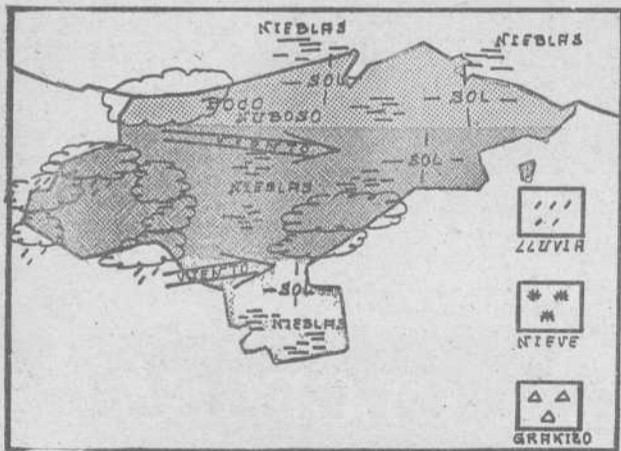 NIEBLAS
NIEBLAS
SOL
POCO
NUBOSO
SOL
VIENTO
SOL
NIEBLAS
VIENTO
SOL
NIEBLAS
LLUVIA
NIEVE
GRANIZO